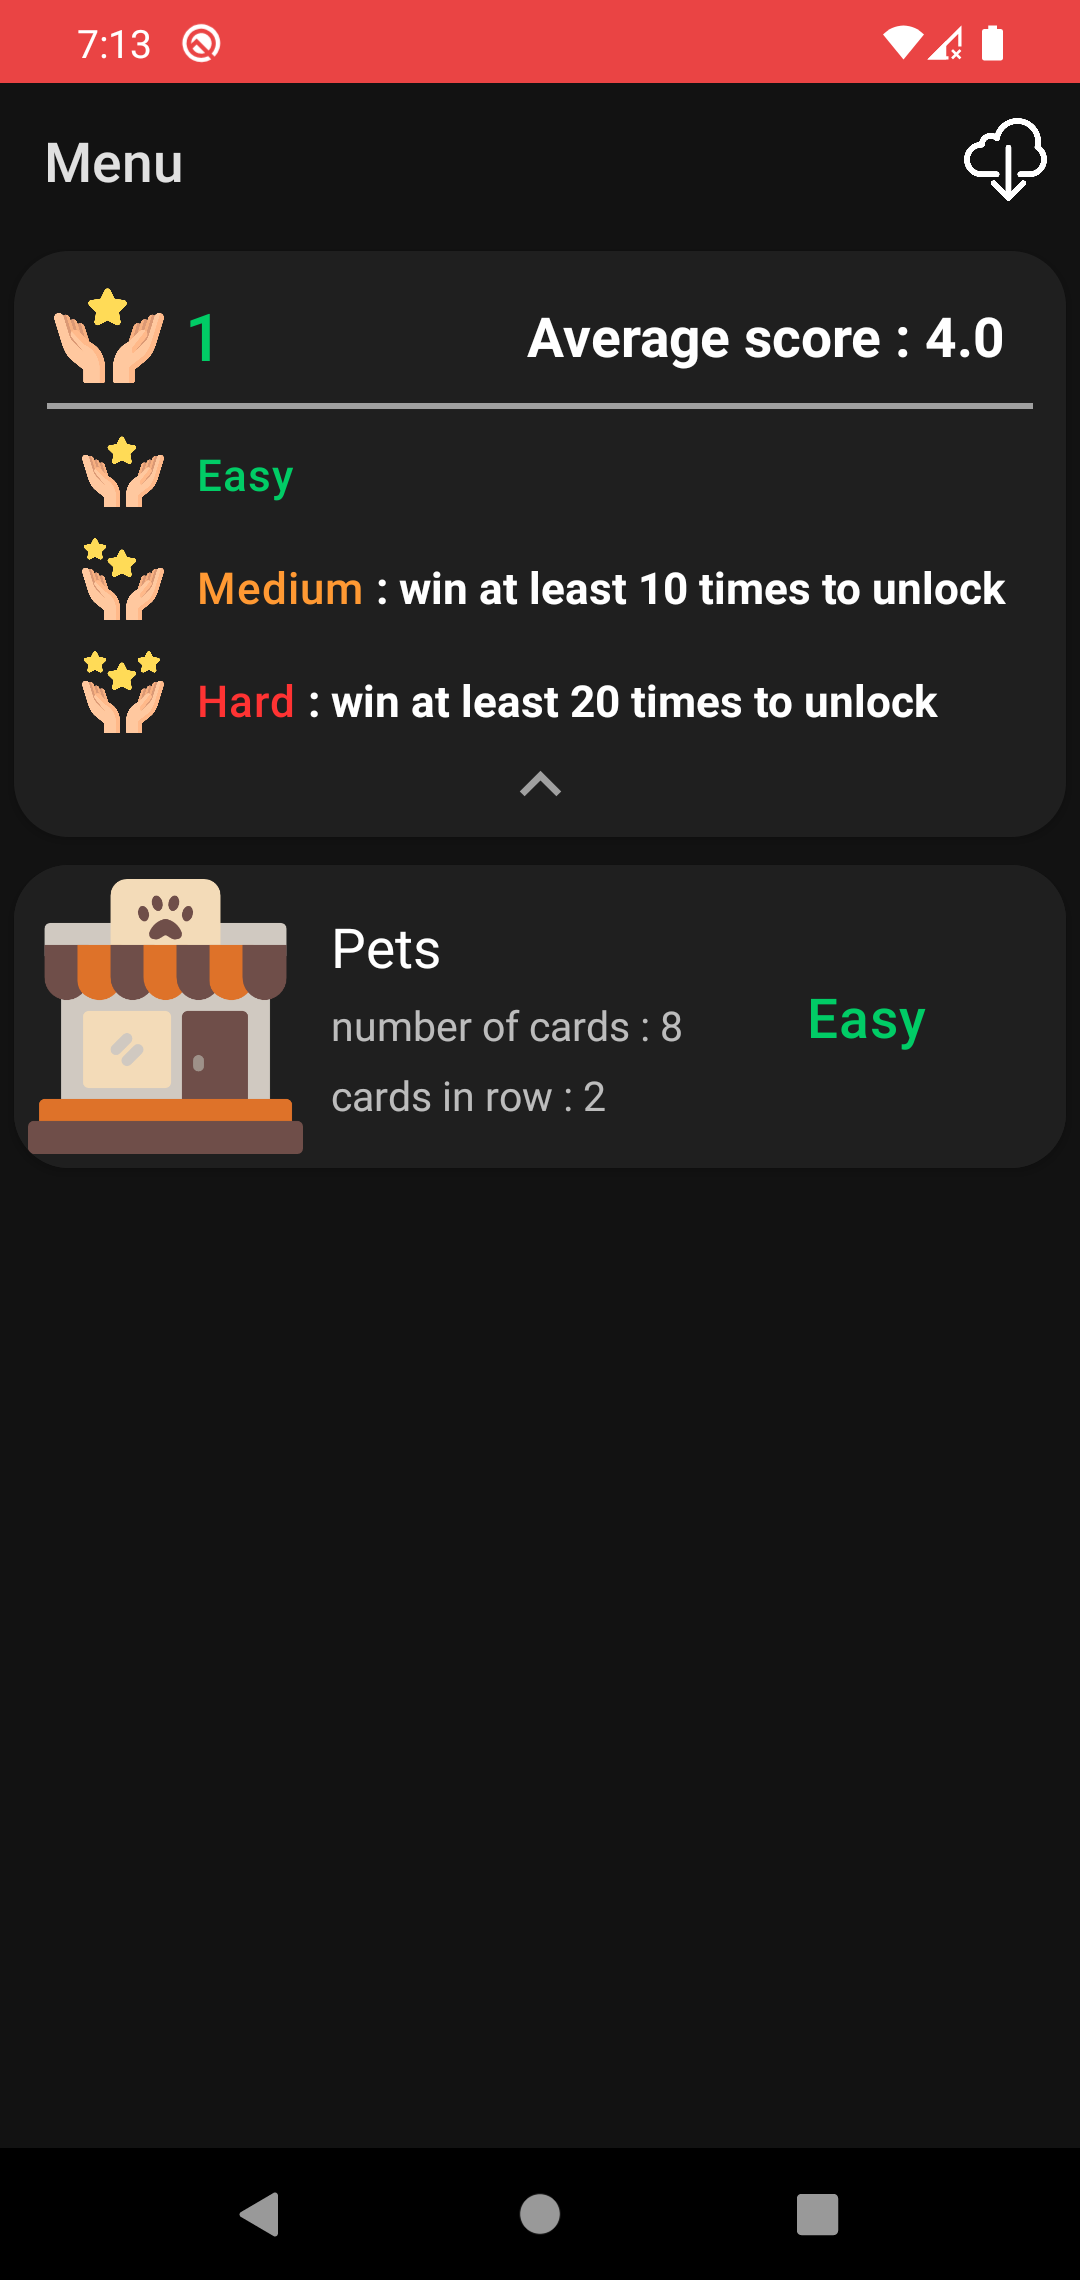 7:13
Menu
1
Average score : 4.0
Easy
Medium : win at least 10 times to unlock
Hard : win at least 20 times to unlock
Pets
number of cards : 8
Easy
cards in row : 2